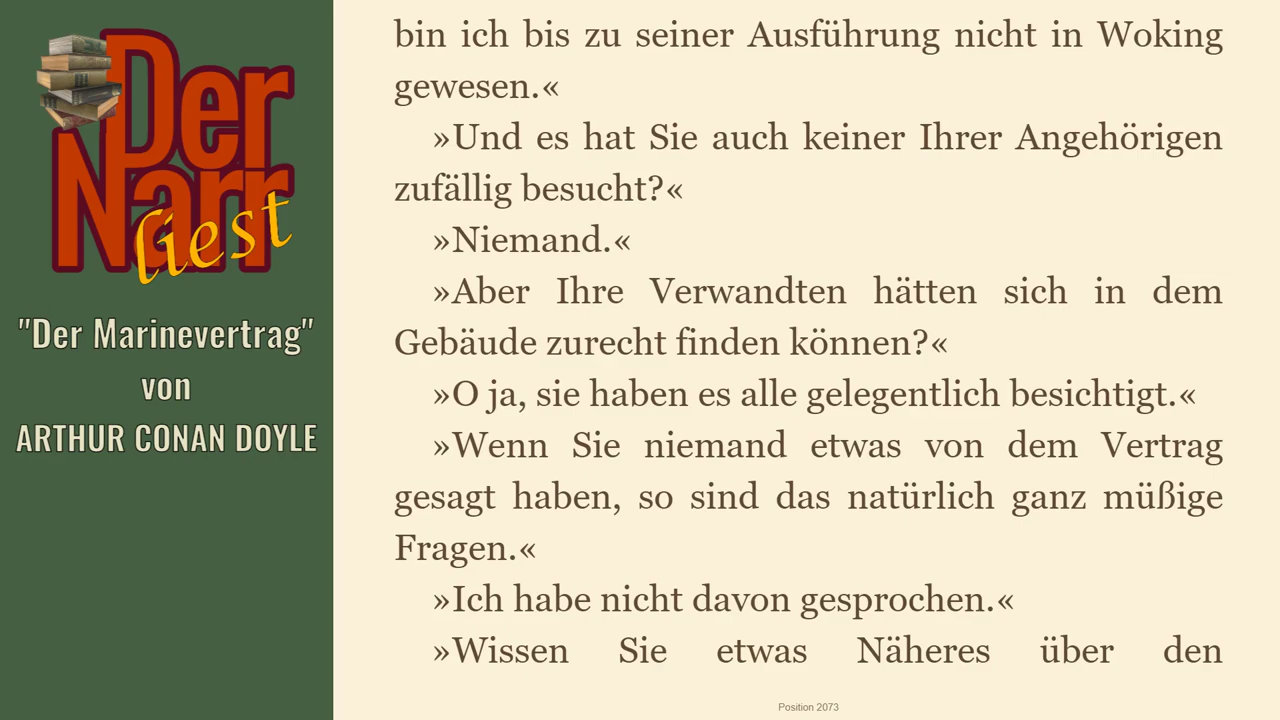 Der
Narr
liest
"Der Marinevertrag"
von
ARTHUR CONAN DOYLE
bin ich bis zu seiner Ausführung nicht in Woking
gewesen.«
»Und es hat Sie auch keiner Ihrer Angehörigen
zufällig besucht?«
»Niemand.«
»Aber Ihre Verwandten hätten sich in dem
Gebäude zurecht finden können?«
»O ja, sie haben es alle gelegentlich besichtigt.«
»Wenn Sie niemand etwas von dem Vertrag
gesagt haben, so sind das natürlich ganz müßige
Fragen.«
»Ich habe nicht davon gesprochen.«
»Wissen Sie etwas Näheres über den
Position 2073